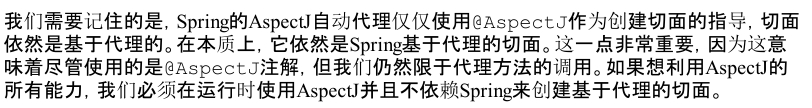 我们需要记住的是，Spring的AspectJ自动代理仅仅使用@AspectJ作为创建切面的指导，切面
依然是基于代理的。在本质上，它依然是Spring基于代理的切面。这一点非常重要，因为这意
味着尽管使用的是@AspectJ注解，但我们仍然限于代理方法的调用。如果想利用AspectJ的
所有能力，我们必须在运行时使用AspectJ并且不依赖Spring来创建基于代理的切面。